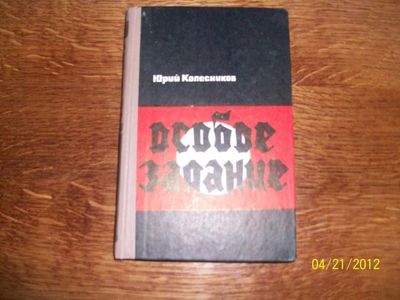 Юрий Колесников
особое
задание
04/21/2012